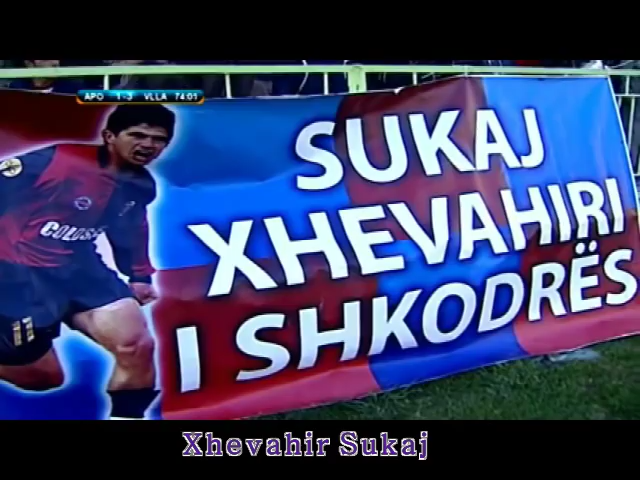 APO 1-3 VLLA 74:01
SUKAJ
XHEVAHIRI
I SHKODRËS
11
Xhevahir Sukaj